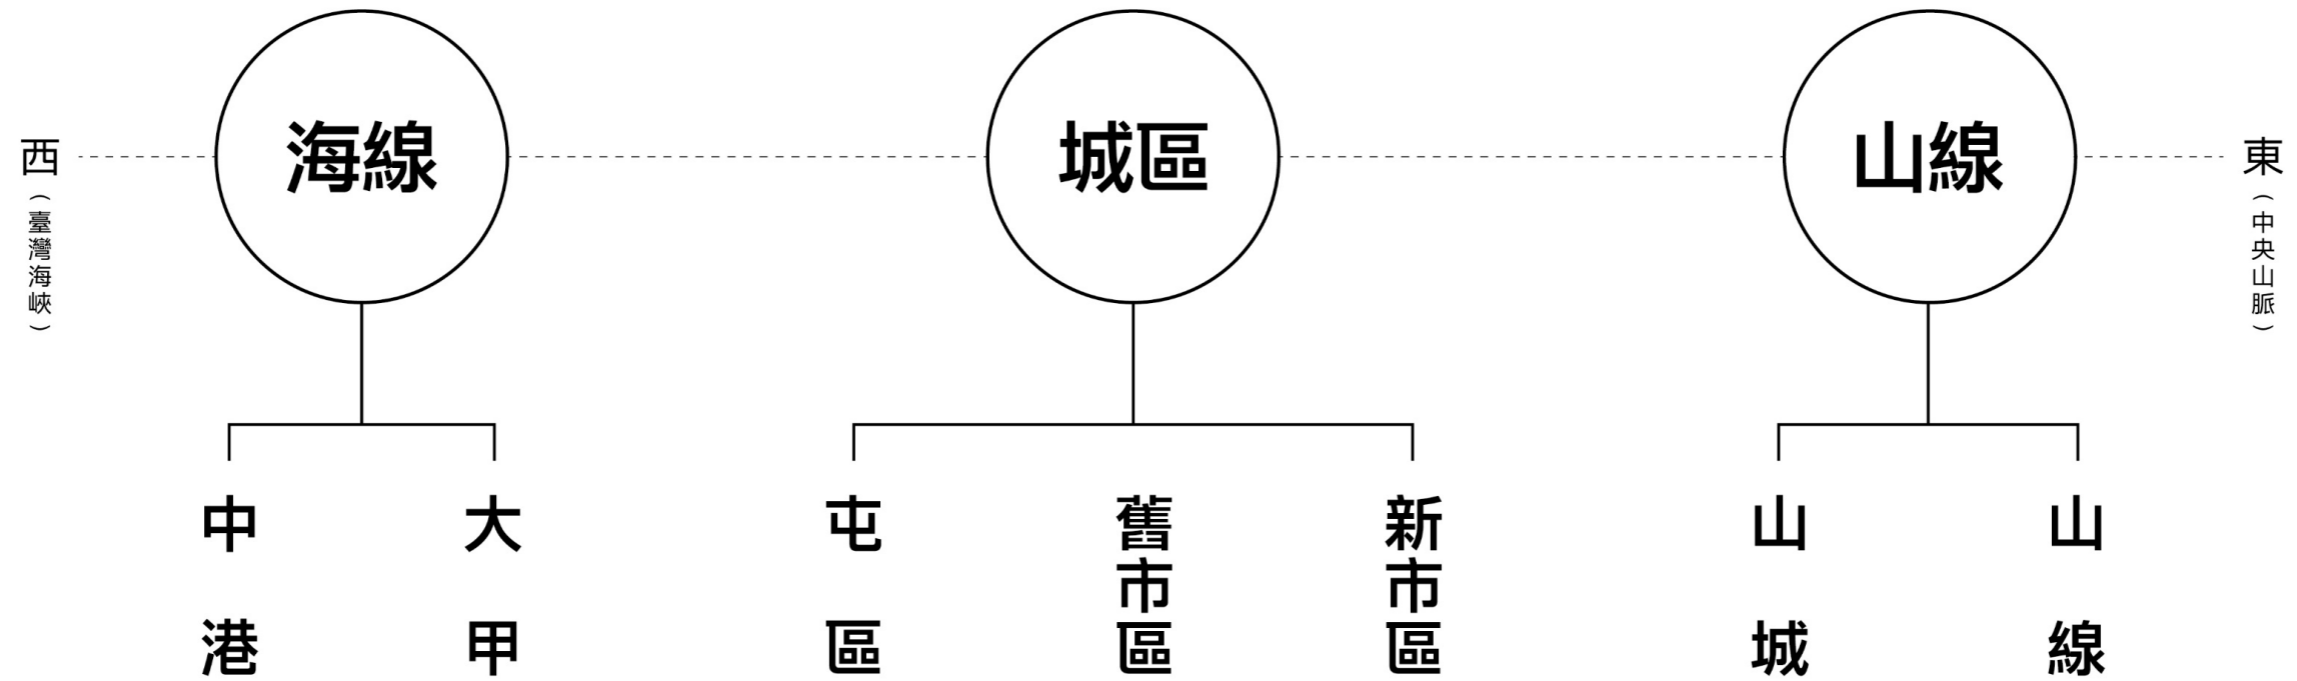 西
（臺灣海峽）
海線
城區
山線
東
（中央山脈）
中港
大甲
屯區
舊市區
新市區
山城
山線